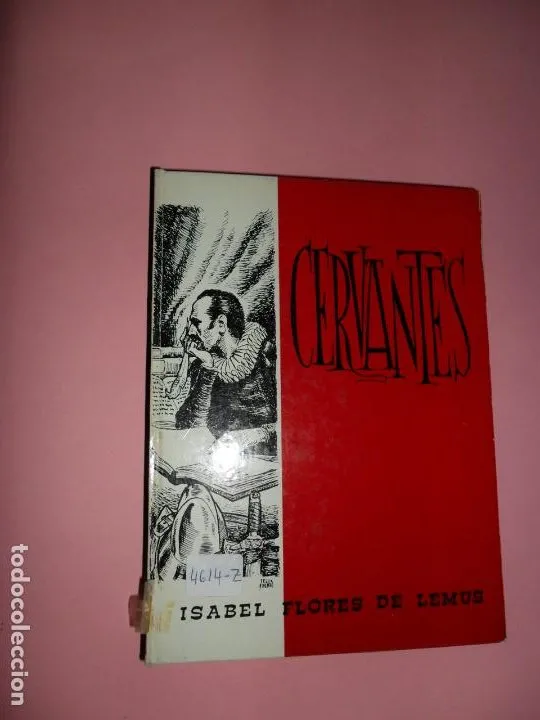 CERVANTES
4614-Z
ISABEL FLORES DE LEMUS
todocoleccion